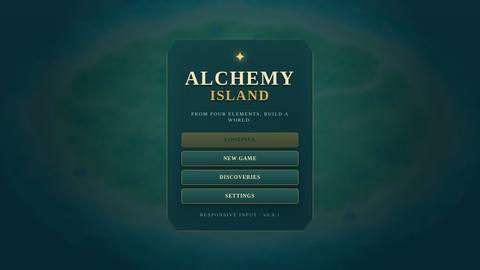 ALCHEMY
ISLAND
FROM FOUR ELEMENTS, BUILD A
WORLD.
CONTINUE
NEW GAME
DISCOVERIES
SETTINGS
RESPONSIVE INPUT · v0.8.1